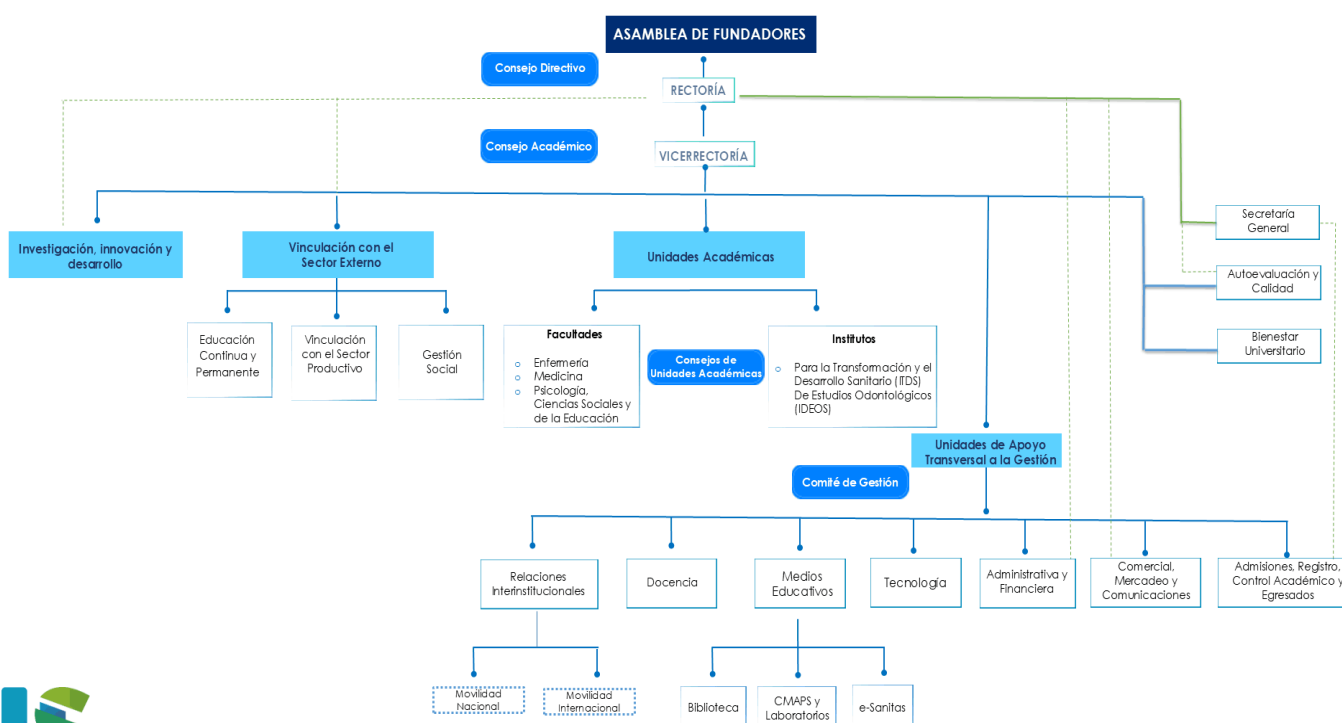 ASAMBLEA DE FUNDADORES
Consejo Directivo
RECTORÍA
Consejo Académico
VICERRECTORÍA
Secretaría
General
Investigación, innovación y
desarrollo
Vinculación con el
Sector Externo
Unidades Académicas
Autoevaluación y
Calidad
Bienestar
Universitario
Educación
Continua y
Permanente
Vinculación
con el Sector
Productivo
Gestión
Social
Facultades
Enfermería
Medicina
Psicología,
Ciencias Sociales y
de la Educación
Consejos de
Unidades Académicas
Institutos
Para la Transformación y el
Desarrollo Sanitario (ITDS)
De Estudios Odontológicos
(IDEOS)
Unidades de Apoyo
Transversal a la Gestión
Comité de Gestión
Relaciones
Interinstitucionales
Docencia
Medios
Educativos
Tecnología
Administrativa y
Financiera
Comercial,
Mercadeo y
Comunicaciones
Admisiones, Registro,
Control Académico y
Egresados
Movilidad
Nacional
Movilidad
Internacional
Biblioteca
CMAPS y
Laboratorios
e-Sanitas